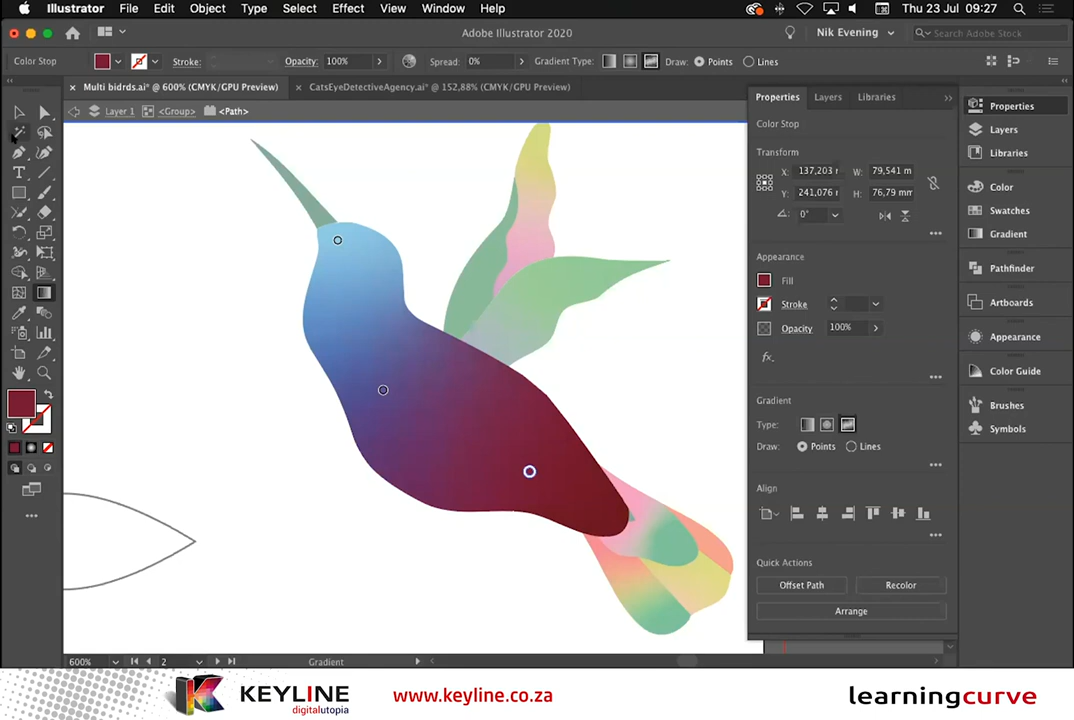 Illustrator File Edit Object Type Select Effect View Window Help Thu 23 Jul 09:27
Adobe Illustrator 2020 Nik Evening Search Adobe Stock
Color Stop Stroke: Opacity: 100% Spread: 0% Gradient Type: Draw: Points Lines
× Multi bidrds.ai* @ 600% (CMYK/GPU Preview) × CatsEyeDetectiveAgency.ai* @ 152,88% (CMYK/GPU Preview)
Layer 1 <Group> <Path>
Properties Layers Libraries
Color Stop
Transform
X: 137,203 W: 79,541 m
Y: 241,076 H: 76,79 mm
0°
Appearance
Fill
Stroke
Opacity 100%
fx.
Gradient
Type:
Draw: Points Lines
Align
Quick Actions
Offset Path Recolor
Arrange
Properties
Layers
Libraries
Color
Swatches
Gradient
Pathfinder
Artboards
Appearance
Color Guide
Brushes
Symbols
600% 2 Gradient
KEYLINE
digitalutopia
www.keyline.co.za
learningcurve